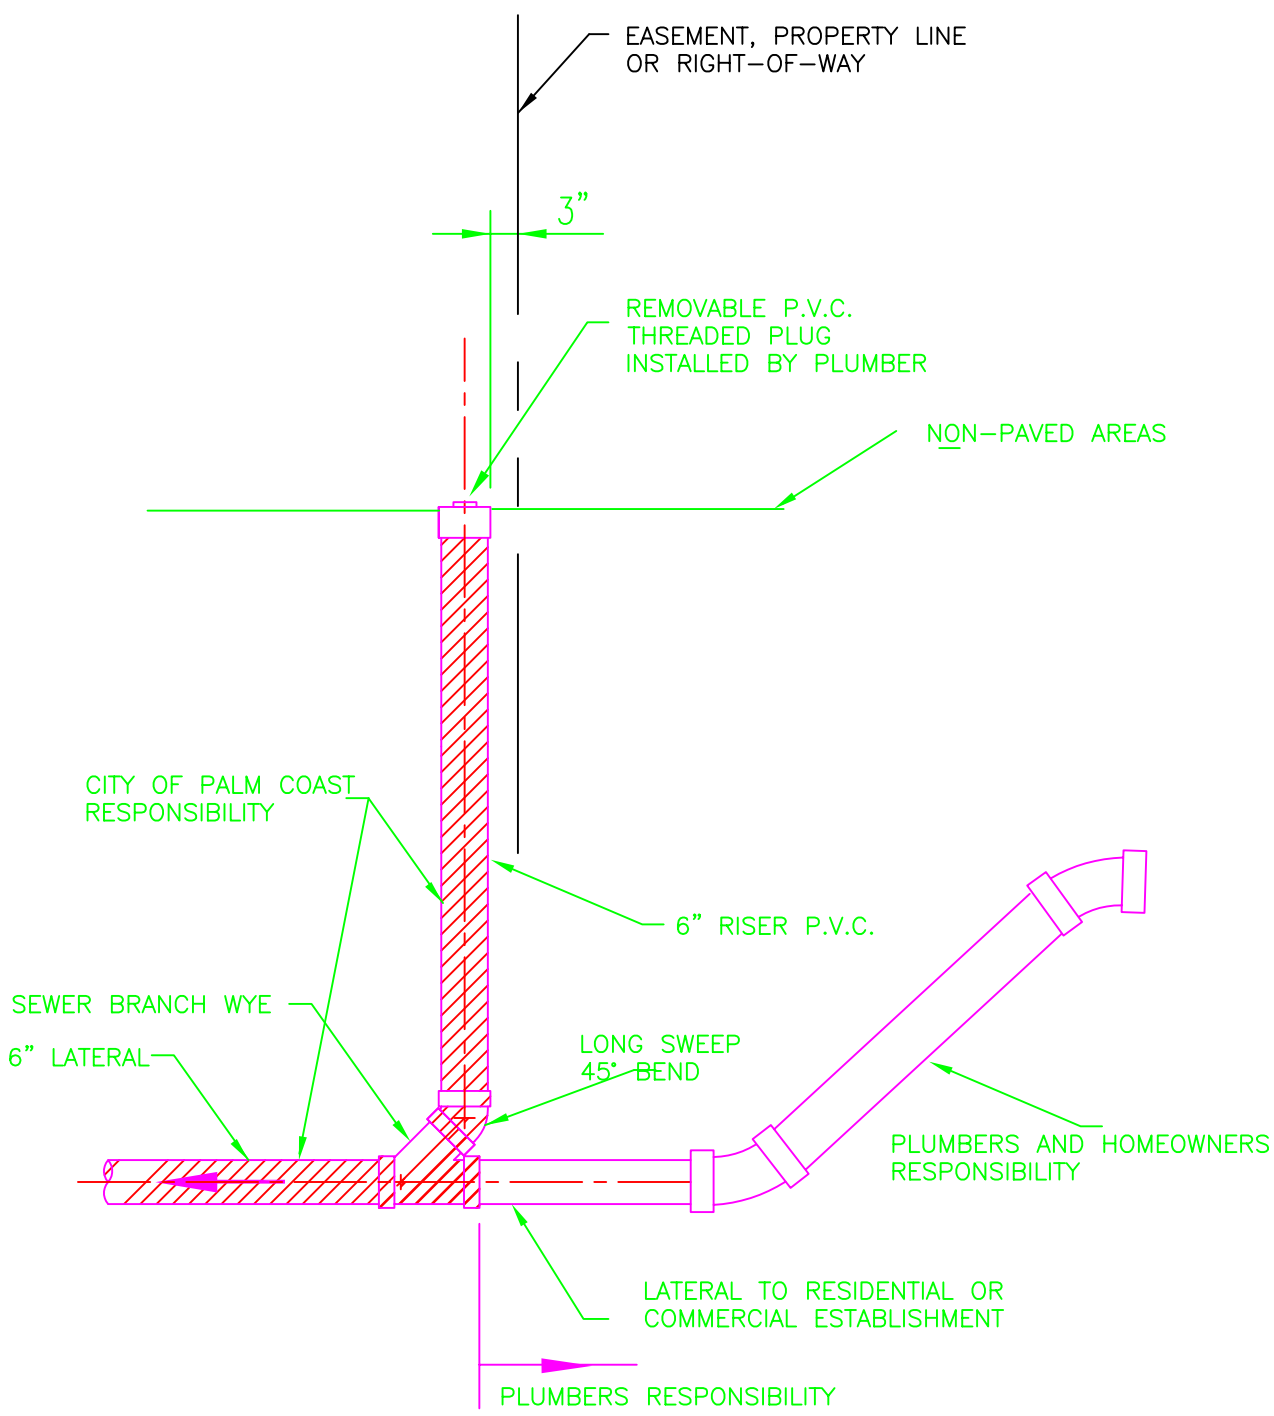 EASEMENT, PROPERTY LINE
OR RIGHT-OF-WAY
3"
REMOVABLE P.V.C.
THREADED PLUG
INSTALLED BY PLUMBER
NON-PAVED AREAS
CITY OF PALM COAST
RESPONSIBILITY
6" RISER P.V.C.
SEWER BRANCH WYE
6" LATERAL
LONG SWEEP
45° BEND
PLUMBERS AND HOMEOWNERS
RESPONSIBILITY
LATERAL TO RESIDENTIAL OR
COMMERCIAL ESTABLISHMENT
PLUMBERS RESPONSIBILITY